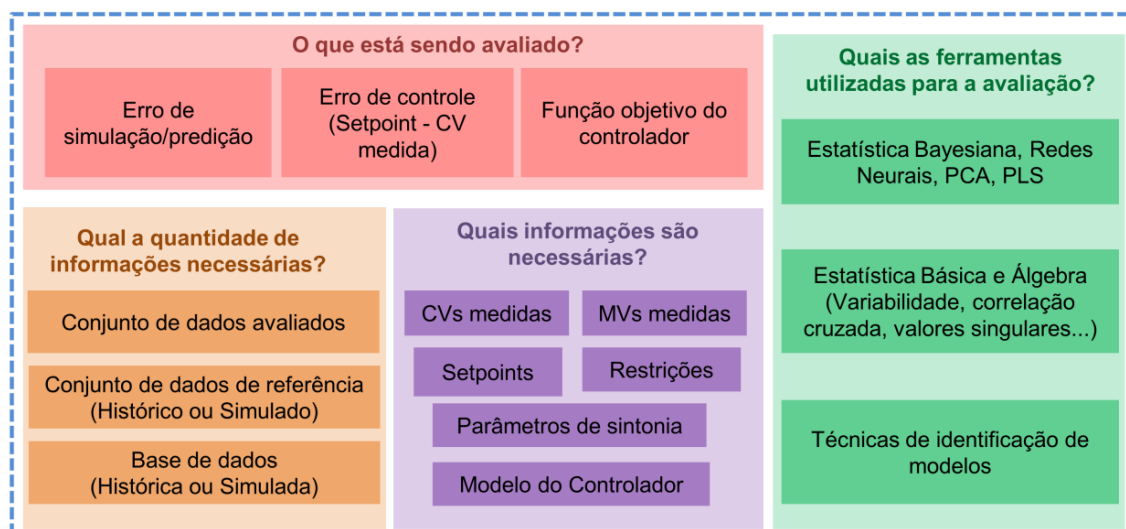 O que está sendo avaliado?
Erro de
simulação/predição
Erro de controle
(Setpoint - CV
medida)
Função objetivo do
controlador
Qual a quantidade de
informações necessárias?
Conjunto de dados avaliados
Conjunto de dados de referência
(Histórico ou Simulado)
Base de dados
(Histórica ou Simulada)
Quais informações são
necessárias?
CVs medidas
MVs medidas
Setpoints
Restrições
Parâmetros de sintonia
Modelo do Controlador
Quais as ferramentas
utilizadas para a avaliação?
Estatística Bayesiana, Redes
Neurais, PCA, PLS
Estatística Básica e Álgebra
(Variabilidade, correlação
cruzada, valores singulares...)
Técnicas de identificação de
modelos